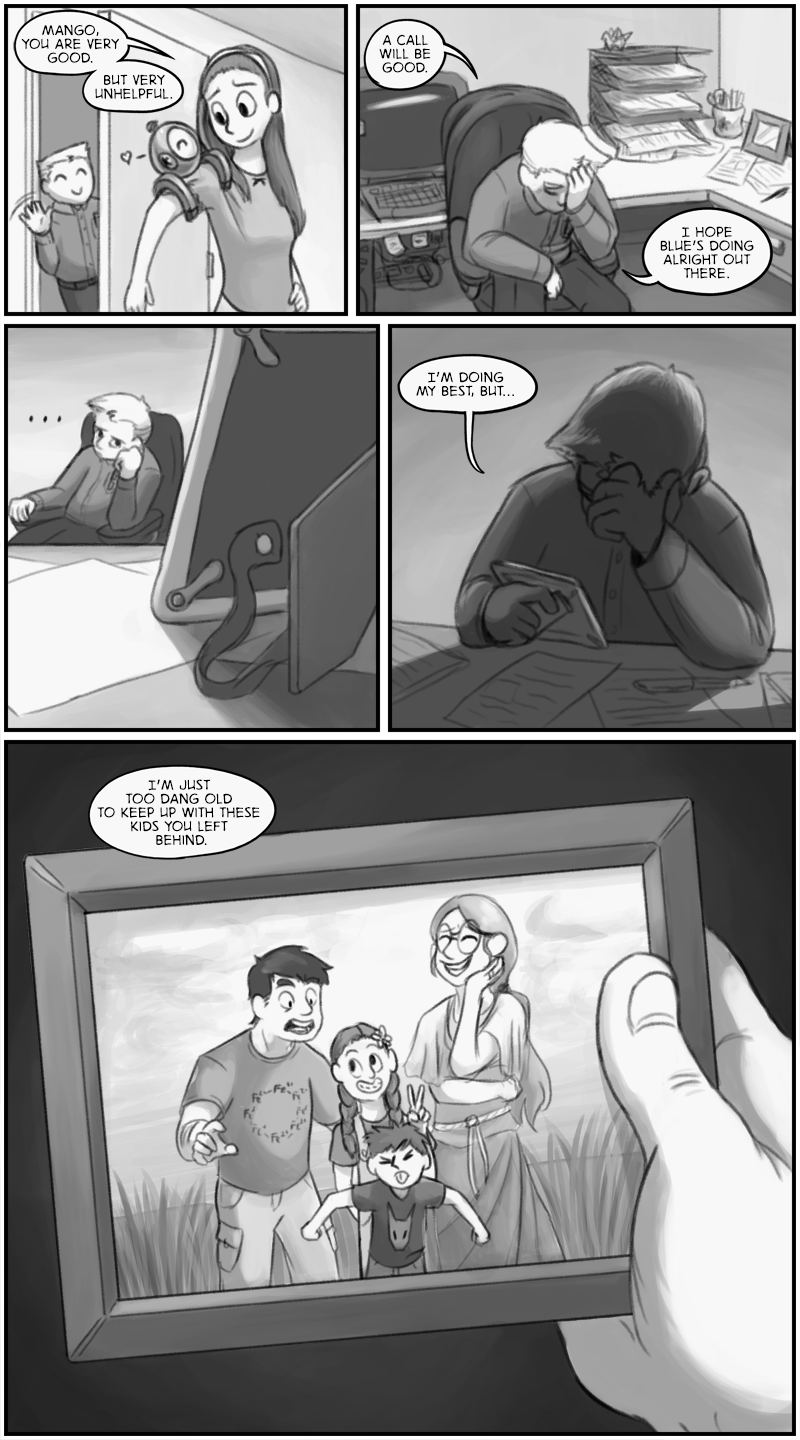 MANGO,
YOU ARE VERY
GOOD.
BUT VERY
UNHELPFUL.
A CALL
WILL BE
GOOD.
I HOPE
BLUE'S DOING
ALRIGHT OUT
THERE.
...
I'M DOING
MY BEST, BUT...
I'M JUST
TOO DANG OLD
TO KEEP UP WITH THESE
KIDS YOU LEFT
BEHIND.